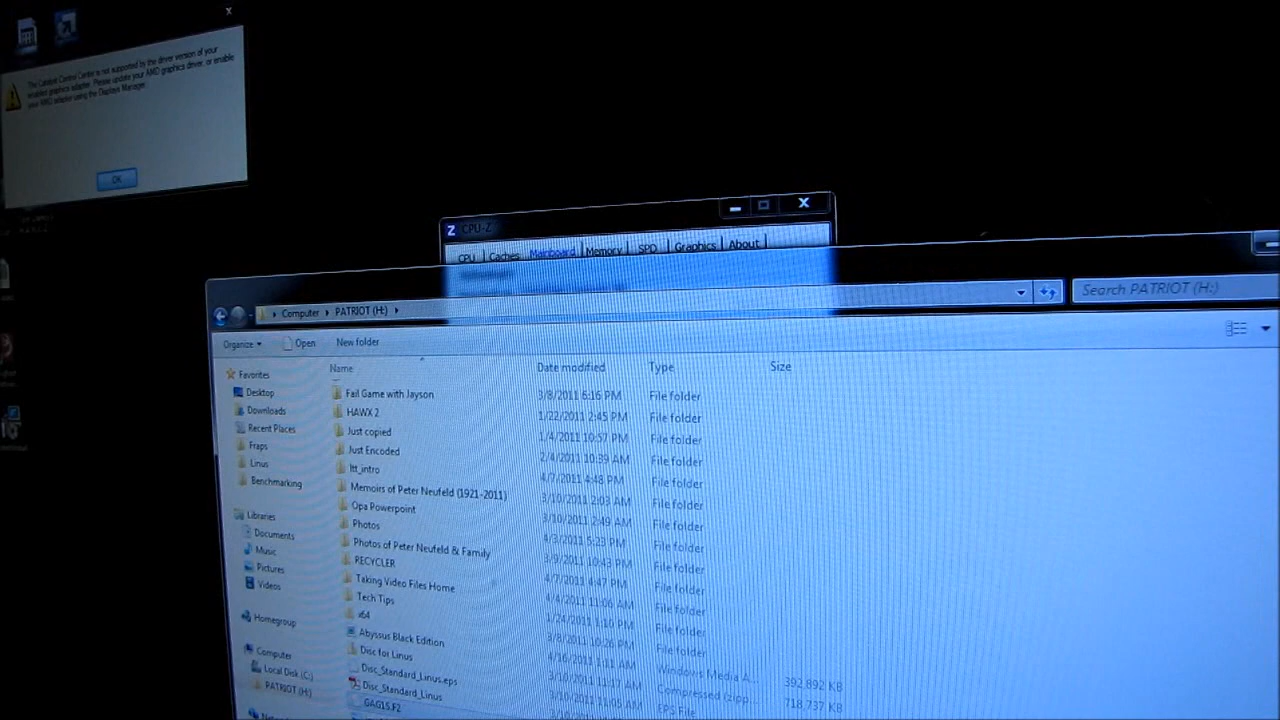 The Catalyst Control Center is not supported by the driver version of your
enabled graphics adapter. Please update your AMD graphics driver, or enable
your AMD adapter using the Displays Manager.
OK
CPU-Z
CPU Caches Mainboard Memory SPD Graphics About
Computer PATRIOT (H:)
Search PATRIOT (H:)
Organize Open New folder
Name Date modified Type Size
Favorites
Desktop
Downloads
Recent Places
Fraps
Linus
Benchmarking
Libraries
Documents
Music
Pictures
Videos
Homegroup
Computer
Local Disk (C:)
PATRIOT (H:)
Fail Game with Jayson 3/8/2011 6:16 PM File folder
HAWX 2 1/22/2011 2:45 PM File folder
Just copied 1/4/2011 10:57 PM File folder
Just Encoded 2/4/2011 10:39 AM File folder
ltt_intro 4/7/2011 4:48 PM File folder
Memoirs of Peter Neufeld (1921-2011) 3/10/2011 2:03 AM File folder
Opa Powerpoint 3/10/2011 2:49 AM File folder
Photos 4/3/2011 5:23 PM File folder
Photos of Peter Neufeld & Family 3/9/2011 10:43 PM File folder
RECYCLER 4/7/2011 4:47 PM File folder
Taking Video Files Home 4/4/2011 11:06 AM File folder
Tech Tips 1/24/2011 1:10 PM File folder
x64 3/8/2011 10:26 PM File folder
Abyssus Black Edition 4/16/2011 1:11 AM Windows Media A... 392,892 KB
Disc for Linus 3/10/2011 11:17 AM Compressed (zipp... 718,737 KB
Disc_Standard_Linus.eps 3/10/2011 11:05 AM EPS File
Disc_Standard_Linus
GAG15.F2